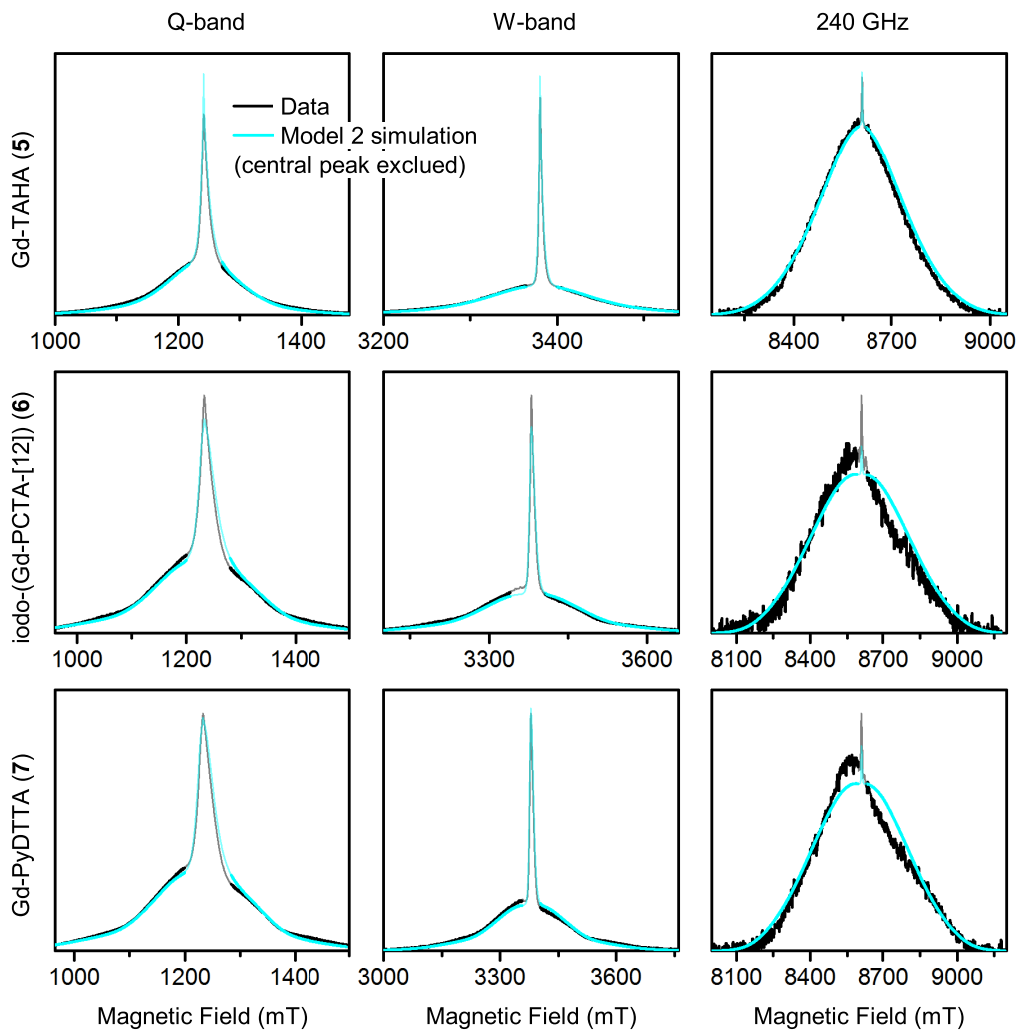 Q-band
W-band
240 GHz
Gd-TAHA (5)
Data
Model 2 simulation
(central peak exclued)
1000 1200 1400
3200 3400
8400 8700 9000
iodo-(Gd-PCTA-[12]) (6)
1000 1200 1400
3300 3600
8100 8400 8700 9000
Gd-PyDTTA (7)
1000 1200 1400
3000 3300 3600
8100 8400 8700 9000
Magnetic Field (mT)
Magnetic Field (mT)
Magnetic Field (mT)